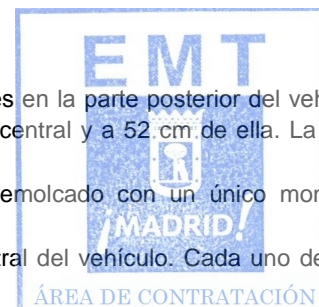 EMT
es en la parte posterior del veh
central y a 52 cm de ella. La
emolcado con un único mon
¡MADRID!
tral del vehículo. Cada uno de
ÁREA DE CONTRATACIÓN